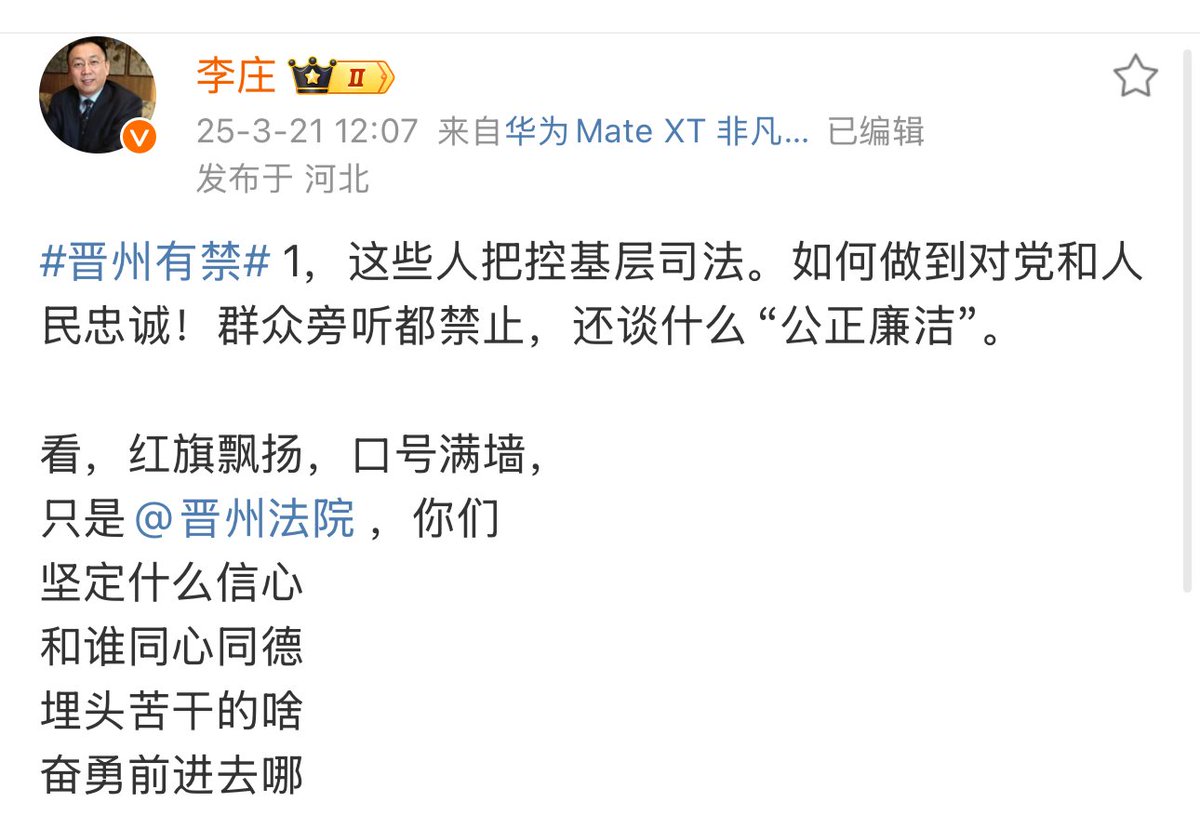 李庄 II
25-3-21 12:07 来自华为Mate XT 非凡... 已编辑
发布于 河北
#晋州有禁# 1，这些人把控基层司法。如何做到对党和人
民忠诚！群众旁听都禁止，还谈什么“公正廉洁”。
看，红旗飘扬，口号满墙，
只是@晋州法院 ，你们
坚定什么信心
和谁同心同德
埋头苦干的啥
奋勇前进去哪